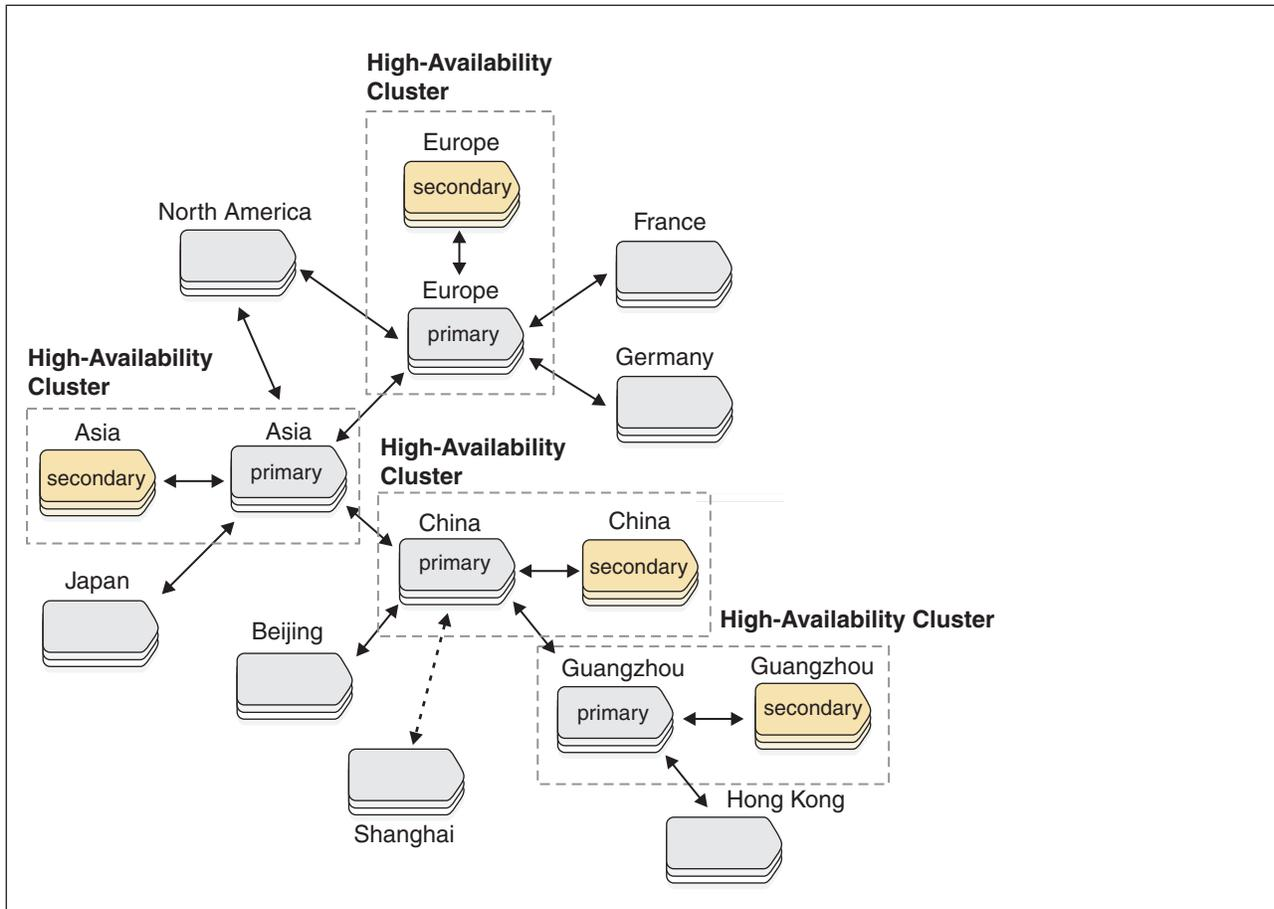 High-Availability
Cluster
Europe
secondary
North America
France
Europe
primary
Germany
High-Availability
Cluster
Asia
Asia
secondary
primary
High-Availability
Cluster
China
China
primary
secondary
Japan
High-Availability Cluster
Beijing
Guangzhou
Guangzhou
primary
secondary
Hong Kong
Shanghai